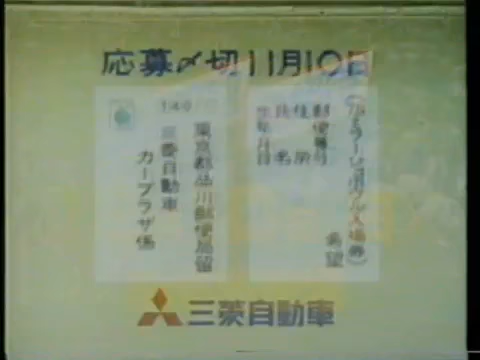 応募〆切11月10日
140
東京都品川郵便局留
三菱自動車
カープラザ係
希望
郵便番号
住所
氏名
生年月日
三菱自動車